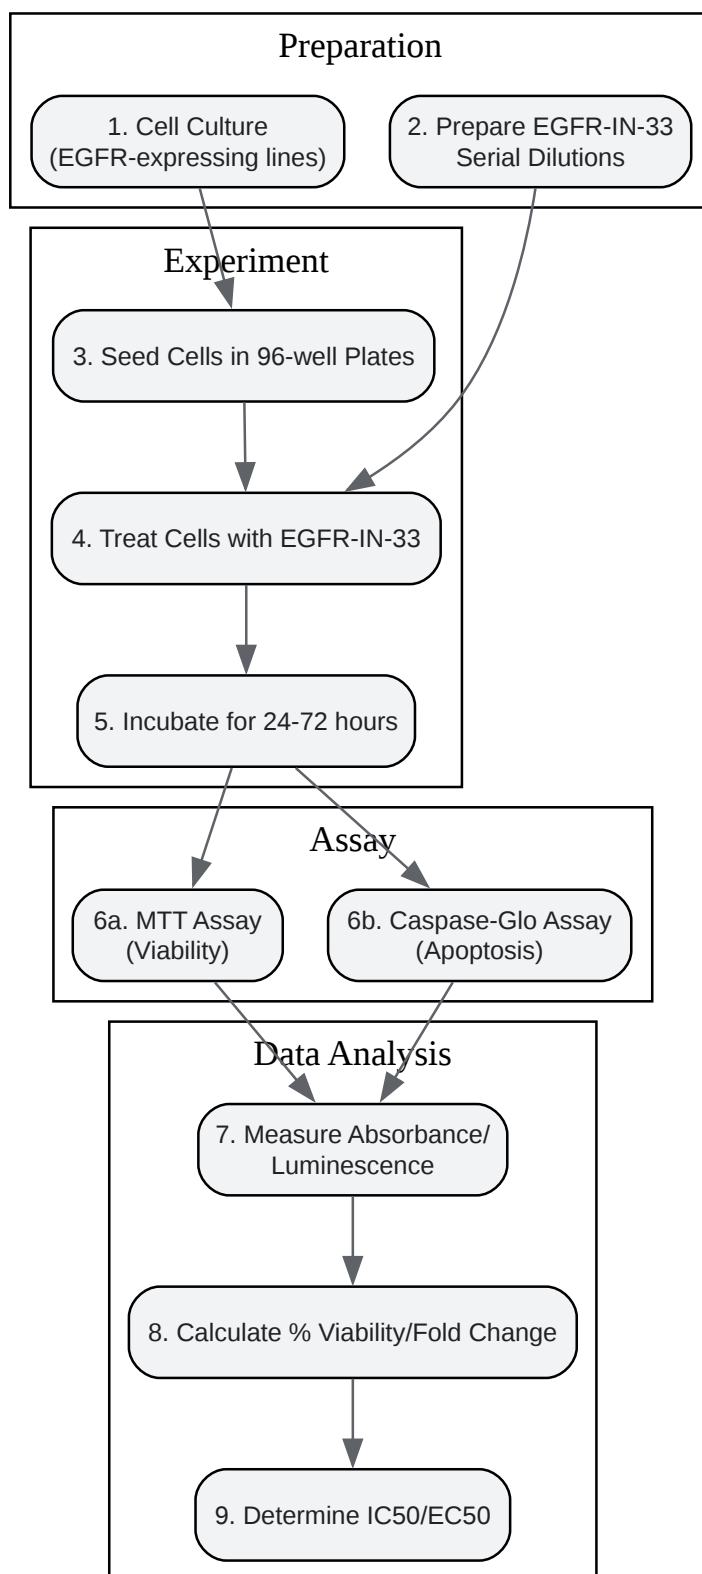 Preparation
1. Cell Culture
(EGFR-expressing lines)
2. Prepare EGFR-IN-33
Serial Dilutions
Experiment
3. Seed Cells in 96-well Plates
4. Treat Cells with EGFR-IN-33
5. Incubate for 24-72 hours
Assay
6a. MTT Assay
(Viability)
6b. Caspase-Glo Assay
(Apoptosis)
Data Analysis
7. Measure Absorbance/
Luminescence
8. Calculate % Viability/Fold Change
9. Determine IC50/EC50